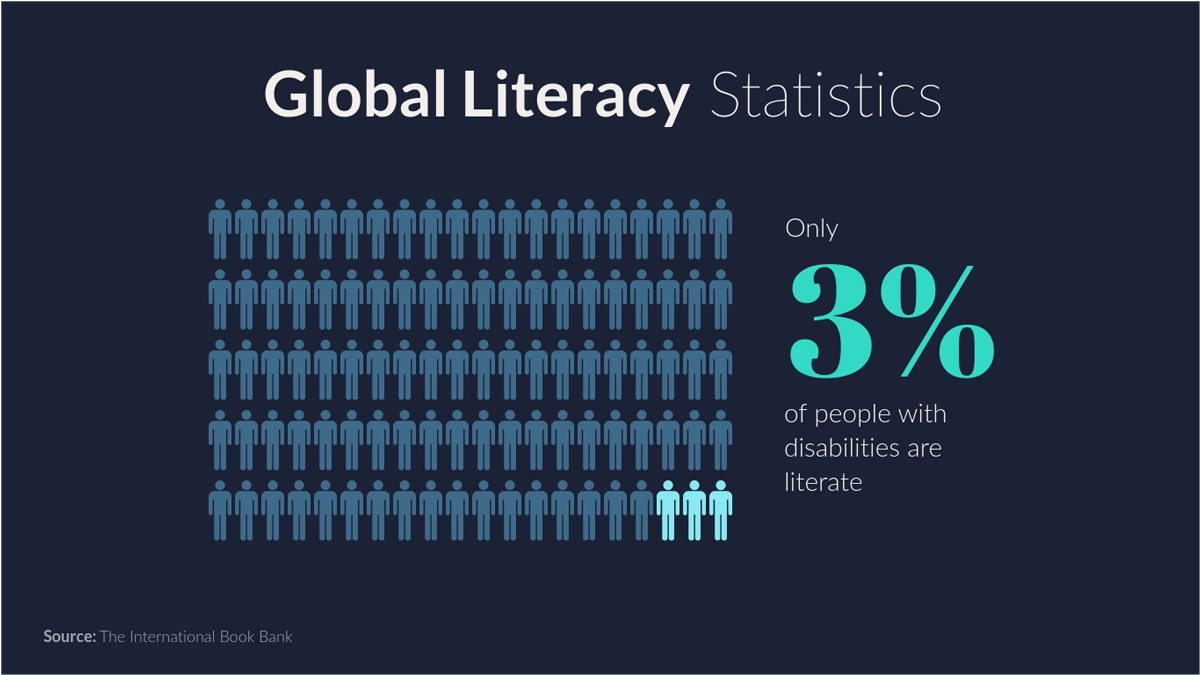 Global Literacy Statistics
Only
3%
of people with
disabilities are
literate
Source: The International Book Bank